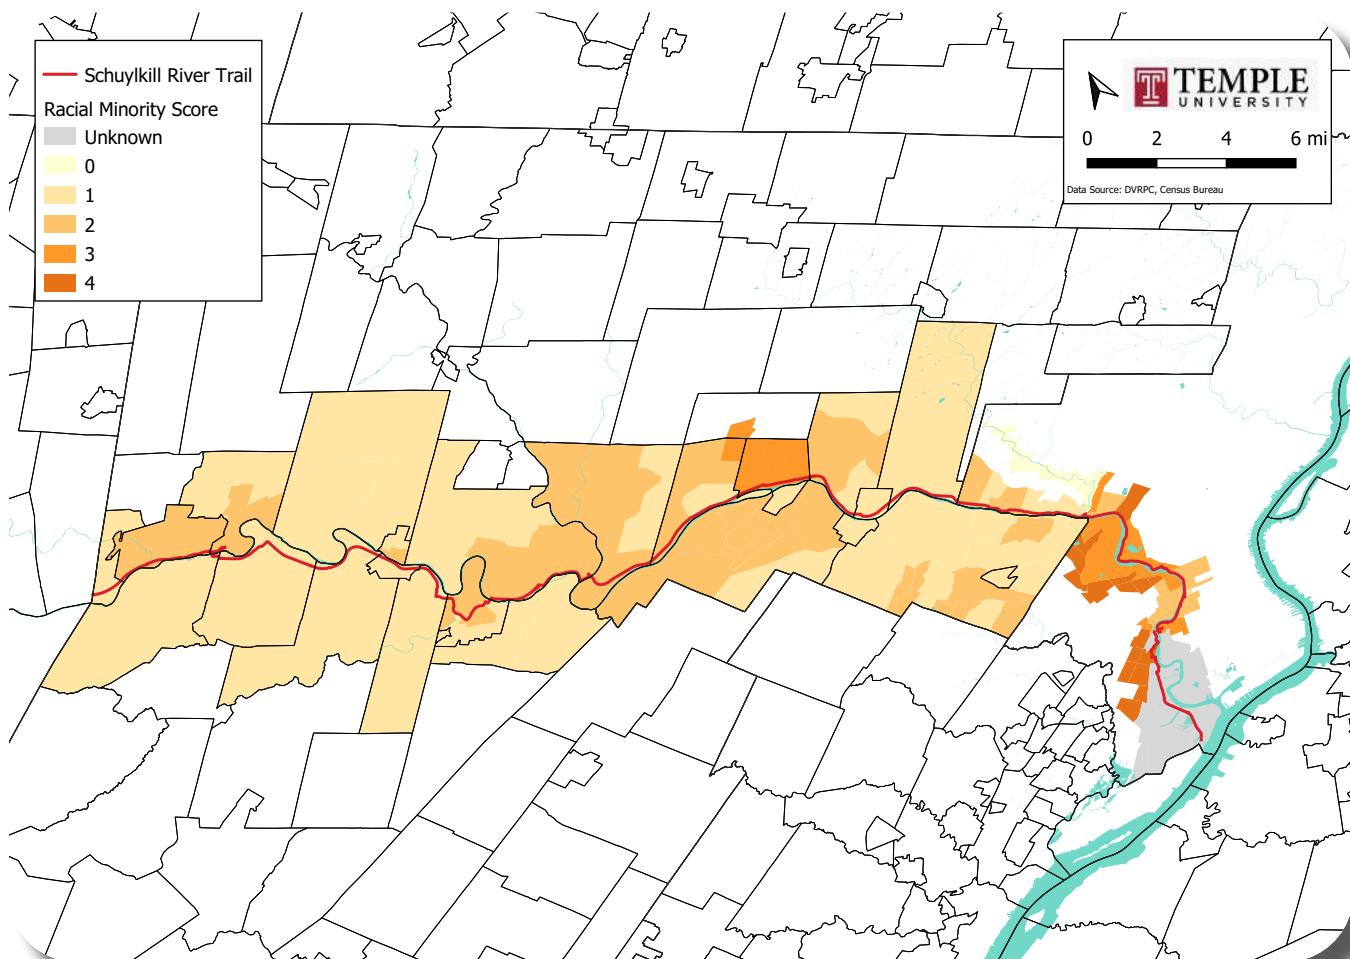 Schuylkill River Trail
Racial Minority Score
Unknown
0
1
2
3
4
TEMPLE
UNIVERSITY
0 2 4 6 mi
Data Source: DVRPC, Census Bureau